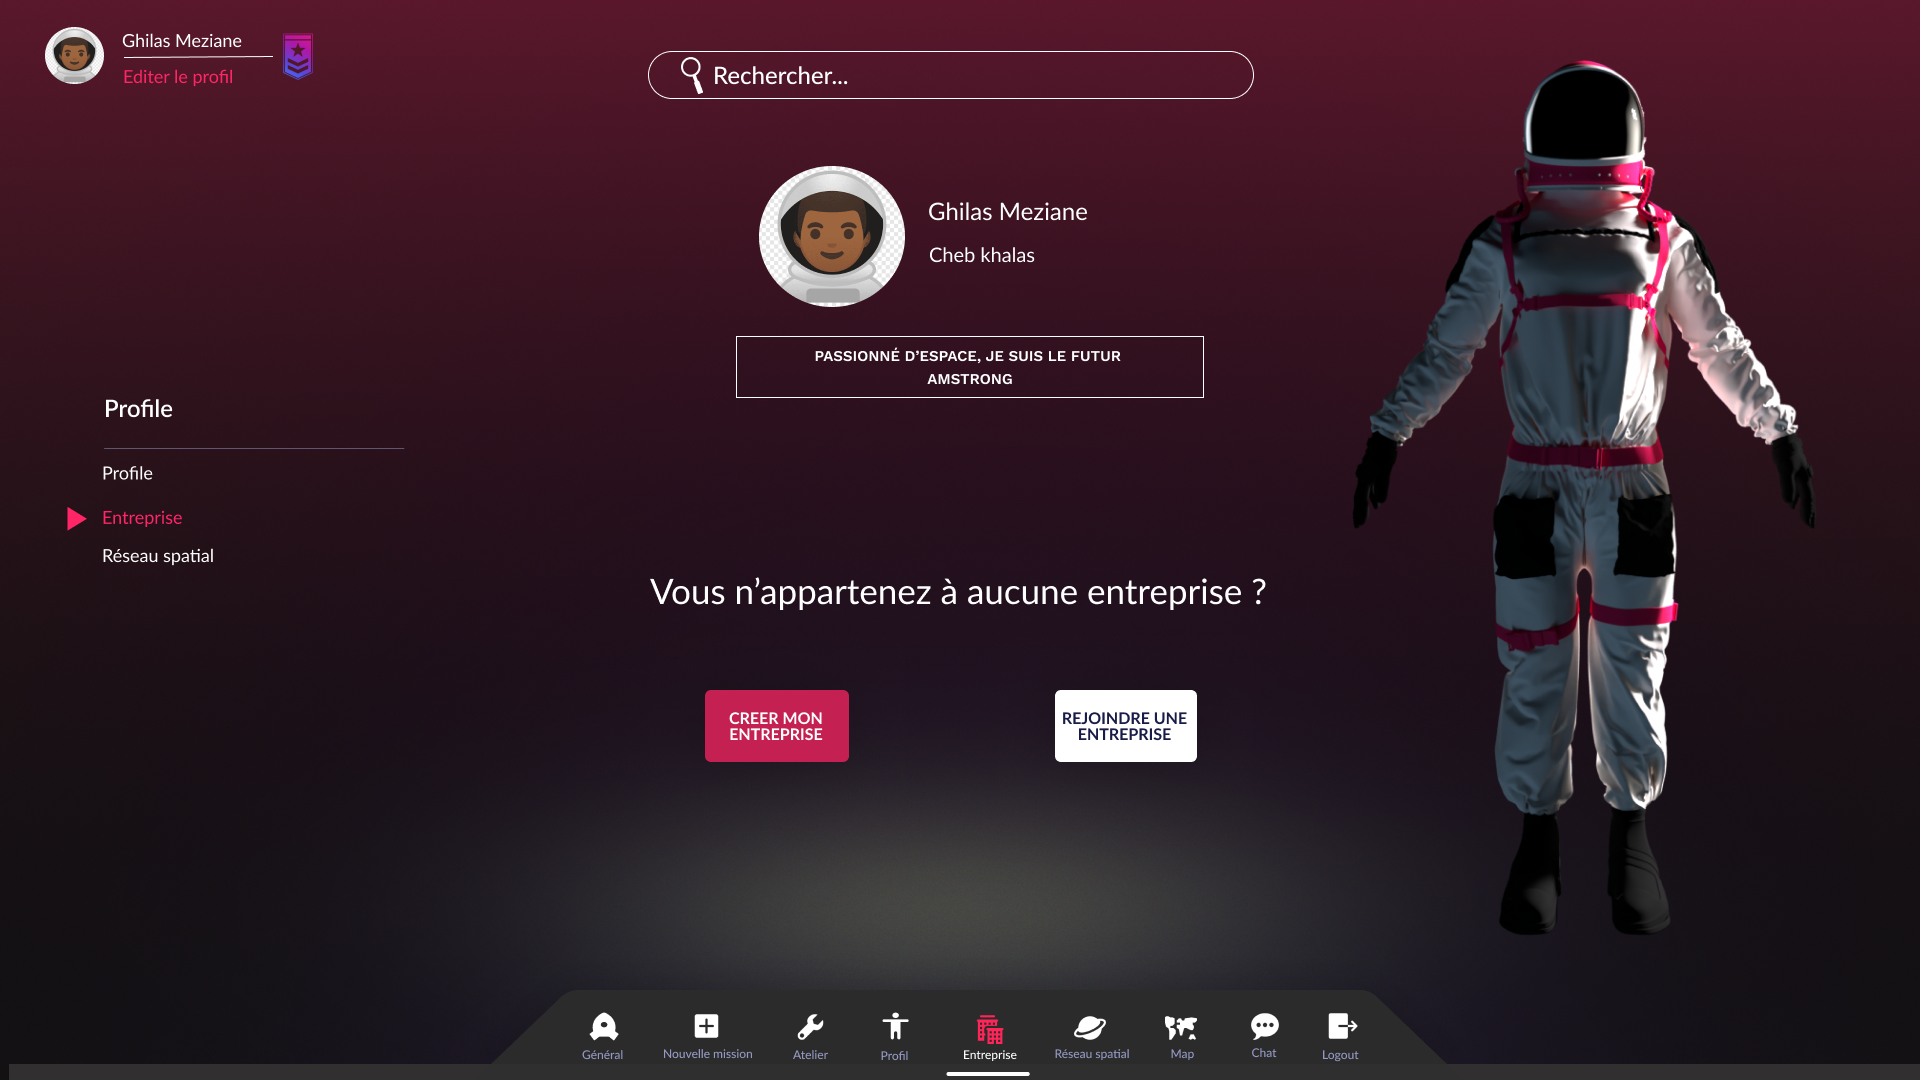 Ghilas Meziane
Editer le profil
Rechercher...
Ghilas Meziane
Cheb khalas
PASSIONNÉ D’ESPACE, JE SUIS LE FUTUR
AMSTRONG
Profile
Profile
Entreprise
Réseau spatial
Vous n’appartenez à aucune entreprise ?
CREER MON
ENTREPRISE
REJOINDRE UNE
ENTREPRISE
Général
Nouvelle mission
Atelier
Profil
Entreprise
Réseau spatial
Map
Chat
Logout